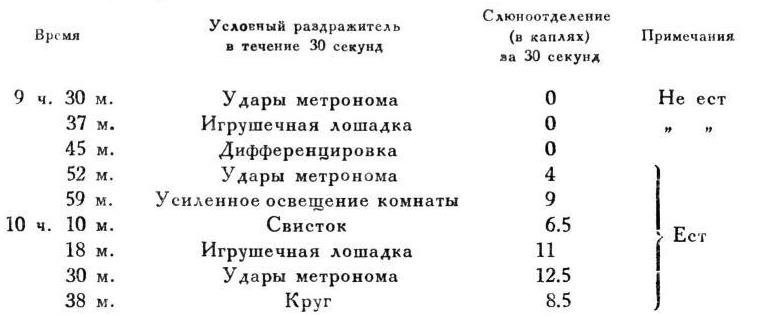 Время Условный раздражитель в течение 30 секунд Слюноотделение (в каплях) за 30 секунд Примечания
9 ч. 30 м. Удары метронома 0 Не ест
37 м. Игрушечная лошадка 0 „ „
45 м. Дифференцировка 0
52 м. Удары метронома 4
59 м. Усиленное освещение комнаты 9
10 ч. 10 м. Свисток 6.5 Ест
18 м. Игрушечная лошадка 11
30 м. Удары метронома 12.5
38 м. Круг 8.5